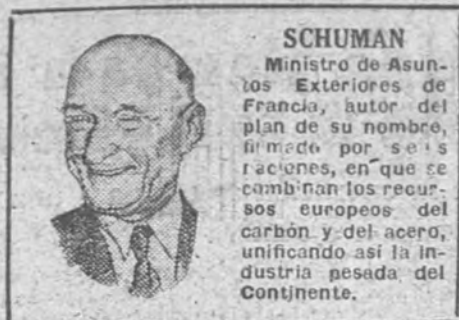 SCHUMAN
Ministro de Asun-
tos Exteriores de
Francia, autor del
plan de su nombre,
firmado por seis
naciones, en que se
combinan los recur-
sos europeos del
carbón y del acero,
unificando así la in-
dustria pesada del
Continente.